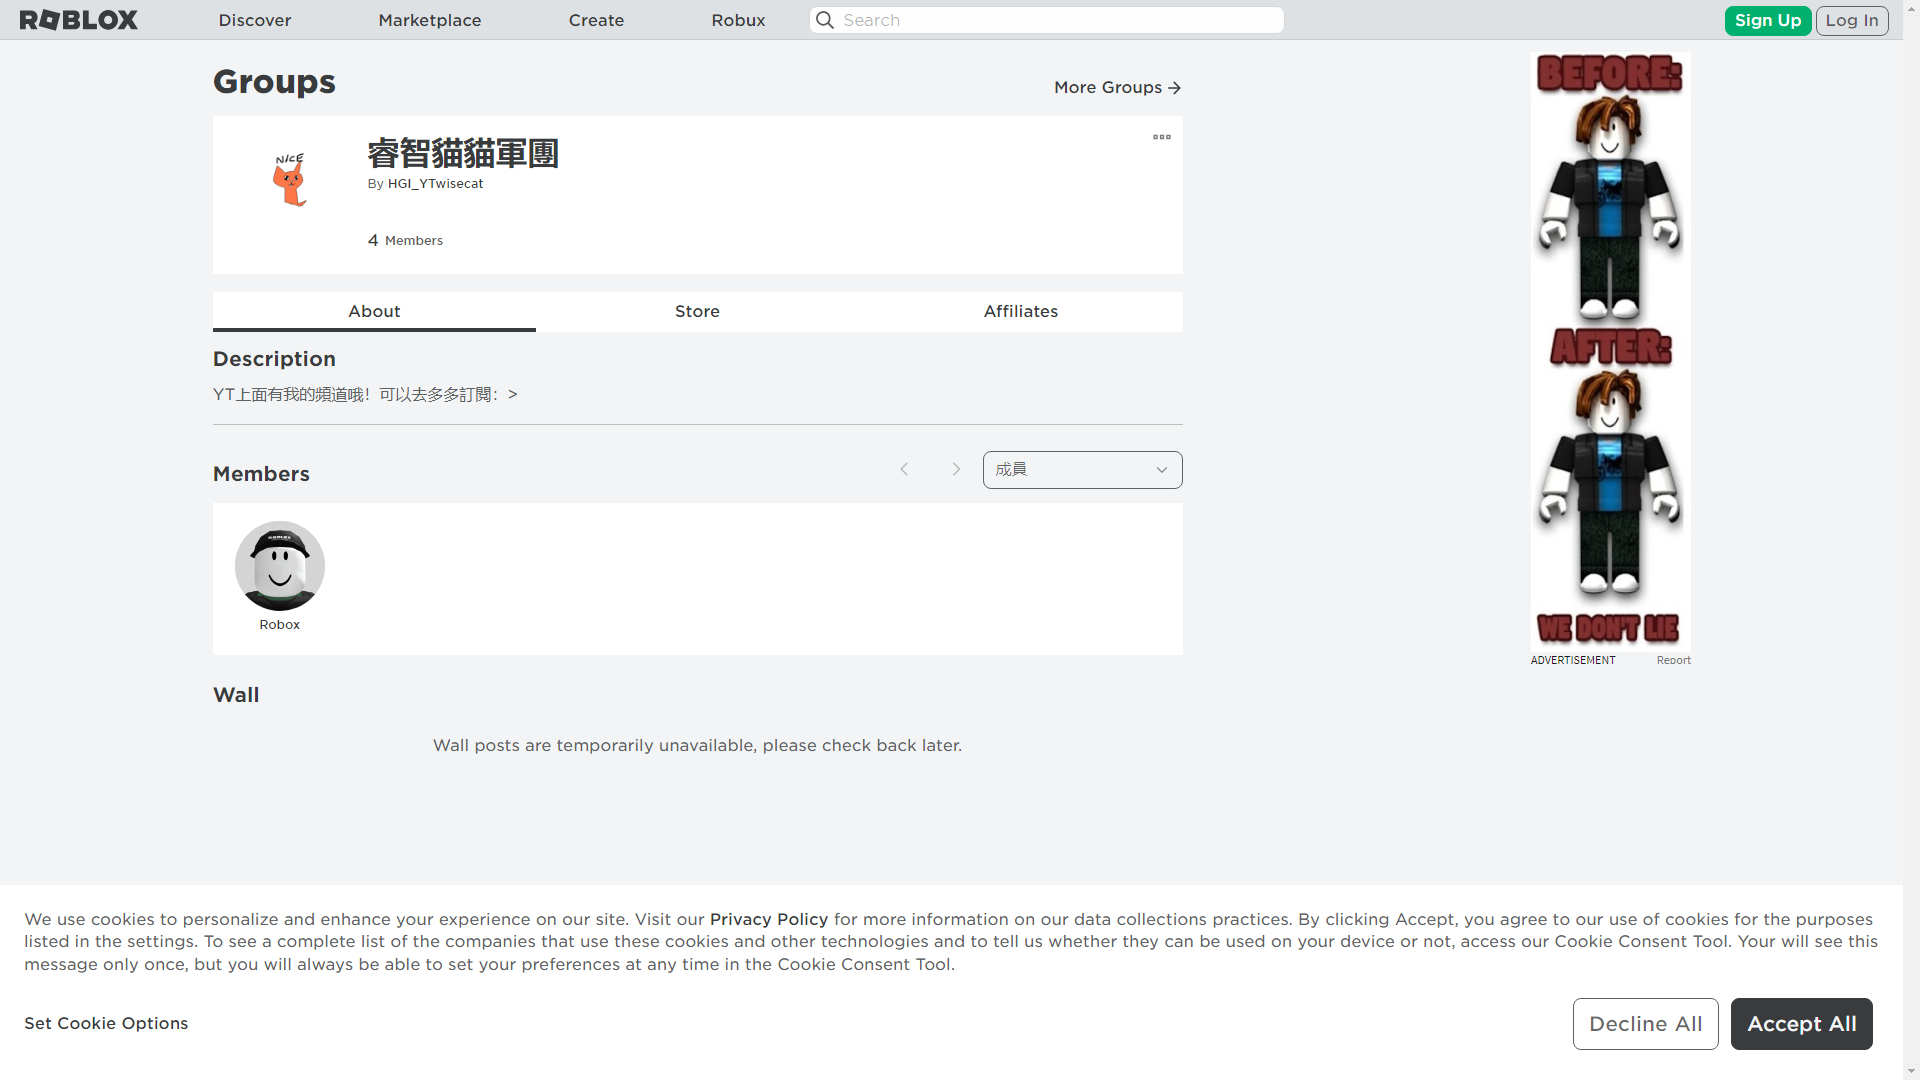 ROBLOX
Discover
Marketplace
Create
Robux
Search
Sign Up
Log In
Groups
More Groups
NICE
睿智貓貓軍團
By HGI_YTwisecat
4 Members
About
Store
Affiliates
Description
YT上面有我的頻道哦！可以去多多訂閱：>
Members
成員
ROBLOX
Robox
Wall
Wall posts are temporarily unavailable, please check back later.
BEFORE:
AFTER:
WE DON'T LIE
ADVERTISEMENT
Report
We use cookies to personalize and enhance your experience on our site. Visit our Privacy Policy for more information on our data collections practices. By clicking Accept, you agree to our use of cookies for the purposes
listed in the settings. To see a complete list of the companies that use these cookies and other technologies and to tell us whether they can be used on your device or not, access our Cookie Consent Tool. Your will see this
message only once, but you will always be able to set your preferences at any time in the Cookie Consent Tool.
Set Cookie Options
Decline All
Accept All